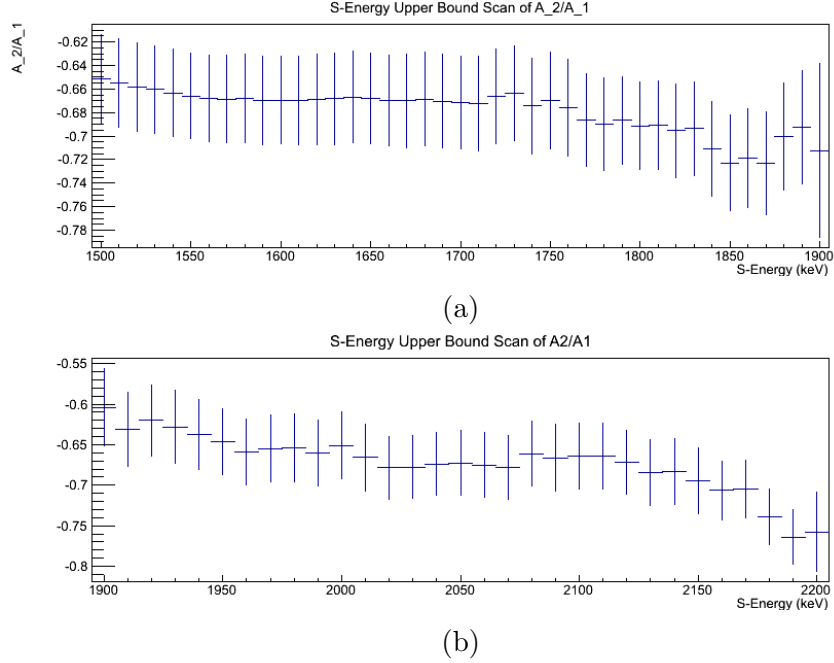 S-Energy Upper Bound Scan of A_2/A_1
A_2/A_1
-0.62
-0.64
-0.66
-0.68
-0.7
-0.72
-0.74
-0.76
-0.78
1500 1550 1600 1650 1700 1750 1800 1850 1900
S-Energy (keV)
(a)
S-Energy Upper Bound Scan of A2/A1
-0.55
-0.6
-0.65
-0.7
-0.75
-0.8
1900 1950 2000 2050 2100 2150 2200
S-Energy (keV)
(b)